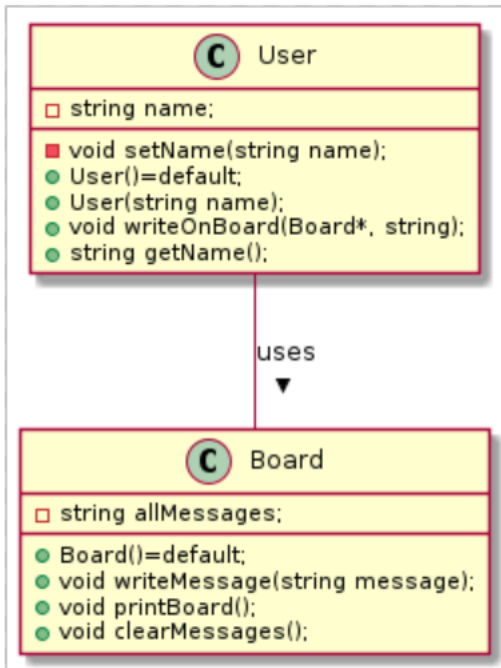 C User
string name;
void setName(string name);
User()=default;
User(string name);
void writeOnBoard(Board*, string);
string getName();
uses
C Board
string allMessages;
Board()=default;
void writeMessage(string message);
void printBoard();
void clearMessages();